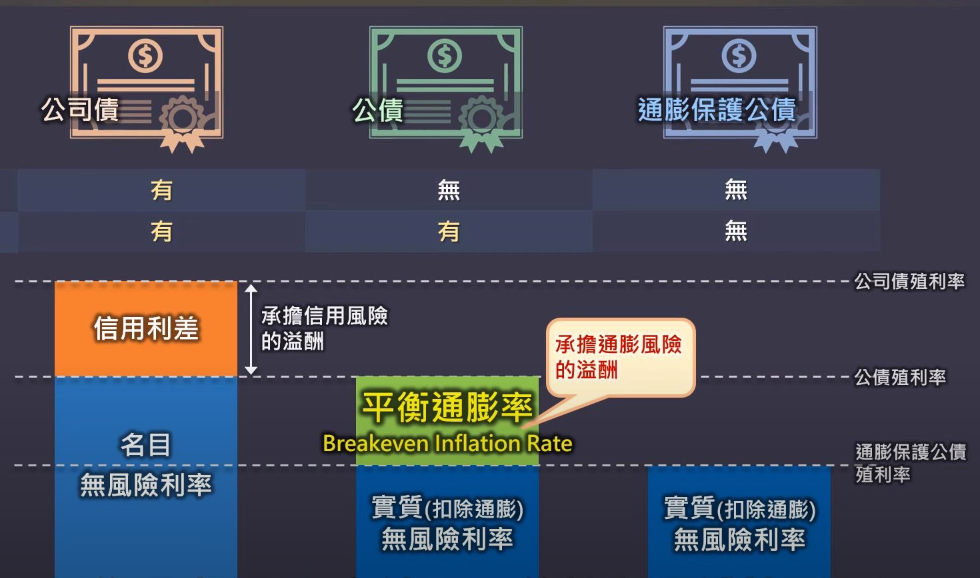 公司債
公債
通膨保護公債
有
無
無
有
有
無
公司債殖利率
信用利差
承擔信用風險
的溢酬
承擔通膨風險
的溢酬
公債殖利率
平衡通膨率
Breakeven Inflation Rate
名目
無風險利率
通膨保護公債
殖利率
實質(扣除通膨)
無風險利率
實質(扣除通膨)
無風險利率